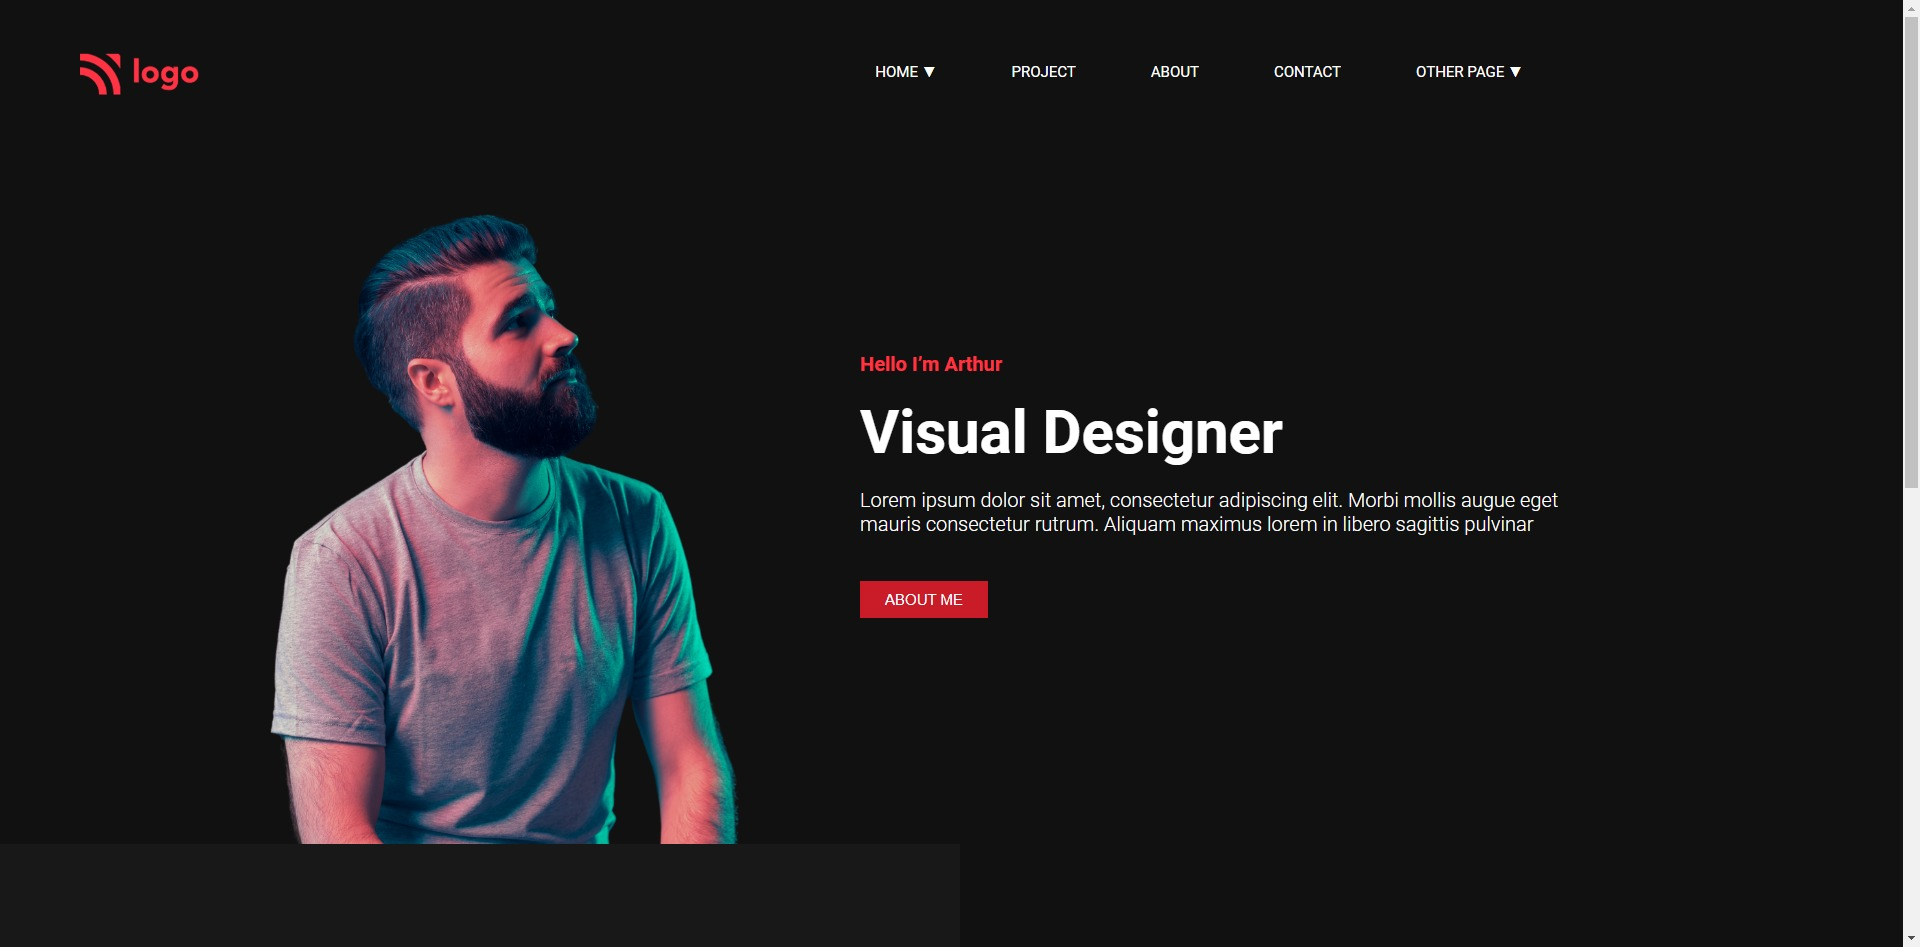 logo
HOME ▼ PROJECT ABOUT CONTACT OTHER PAGE ▼
Hello I’m Arthur
Visual Designer
Lorem ipsum dolor sit amet, consectetur adipiscing elit. Morbi mollis augue eget
mauris consectetur rutrum. Aliquam maximus lorem in libero sagittis pulvinar
ABOUT ME